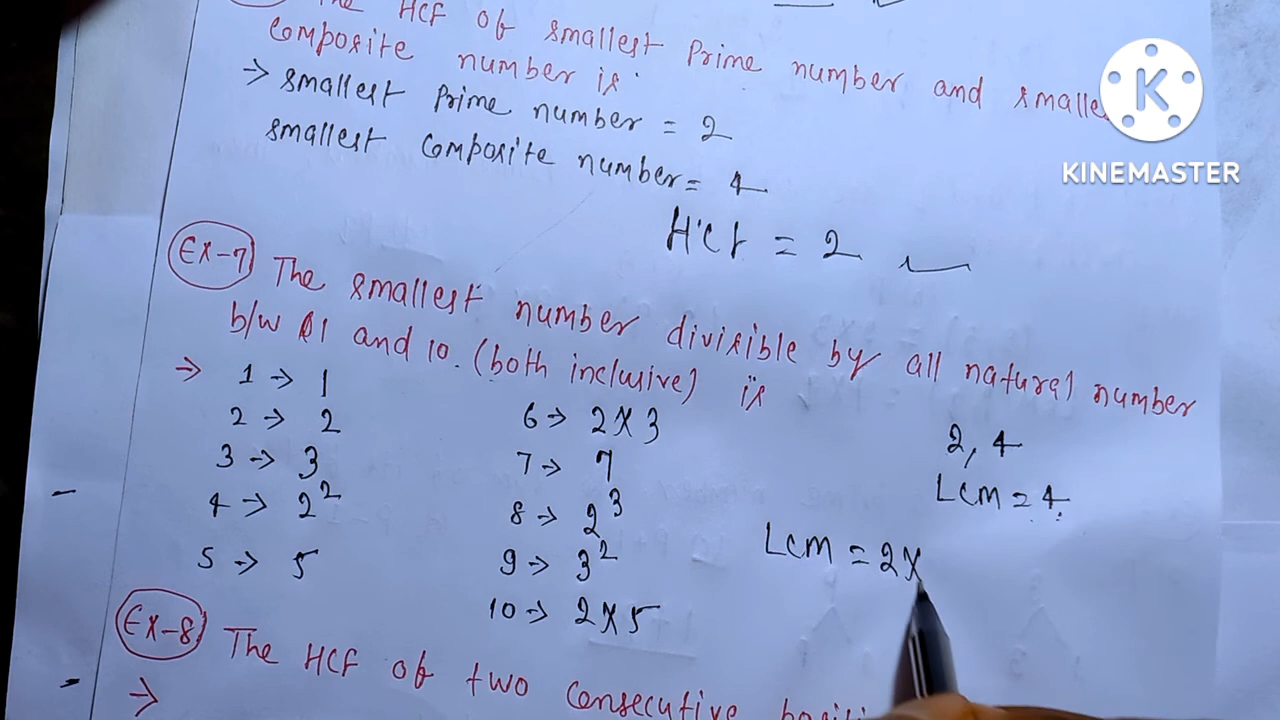 The HCF of smallest Prime number and smalles
Composite number is
→ smallest Prime number = 2
smallest Composite number = 4
HCF = 2
KINEMASTER
EX-7 The smallest number divisible by all natural number
b/w 1 and 10. (both inclusive) is
→ 1 → 1
2 → 2
3 → 3
4 → 2²
5 → 5
6 → 2×3
7 → 7
8 → 2³
9 → 3²
10 → 2×5
2, 4
LCM = 4
LCM = 2×
EX-8 The HCF of two Consecutive
→